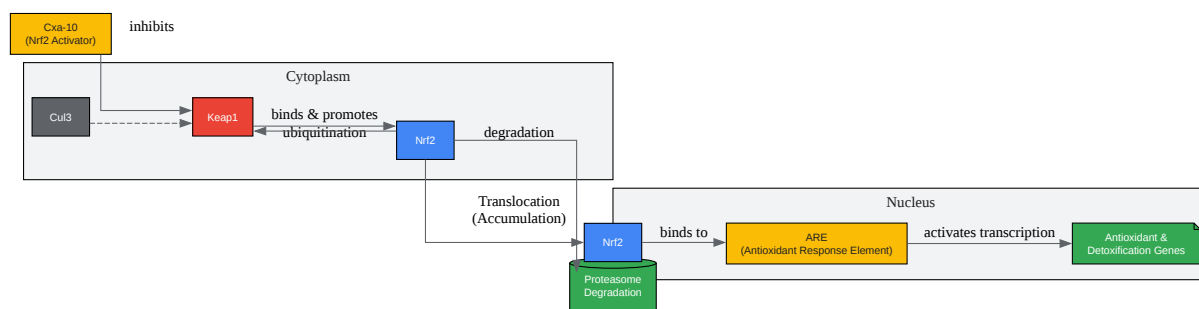 Cxa-10
(Nrf2 Activator)
inhibits
Cytoplasm
Cul3
Keap1
binds & promotes
ubiquitination
Nrf2
degradation
Translocation
(Accumulation)
Nucleus
Nrf2
binds to
ARE
(Antioxidant Response Element)
activates transcription
Antioxidant &
Detoxification Genes
Proteasome
Degradation